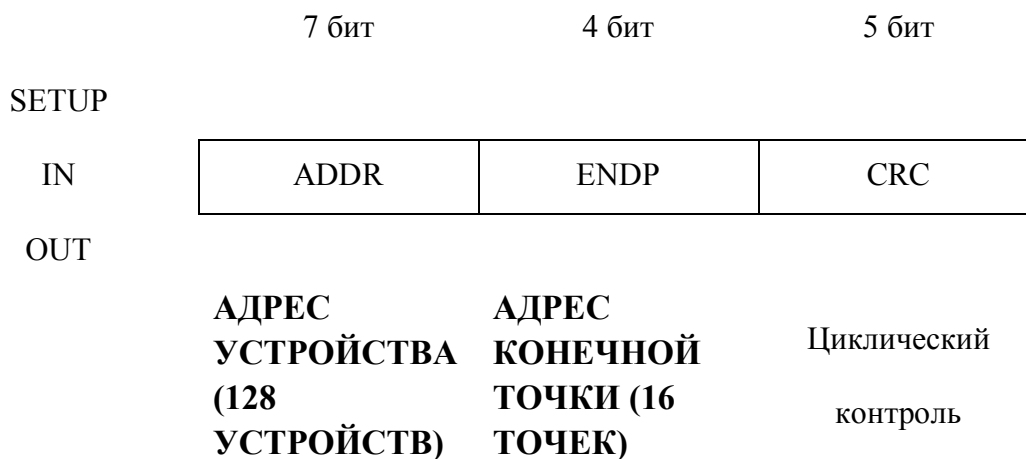 7 бит 4 бит 5 бит
SETUP
IN ADDR ENDP CRC
OUT
АДРЕС АДРЕС
УСТРОЙСТВА КОНЕЧНОЙ Циклический
(128 ТОЧКИ (16 контроль
УСТРОЙСТВ) ТОЧЕК)